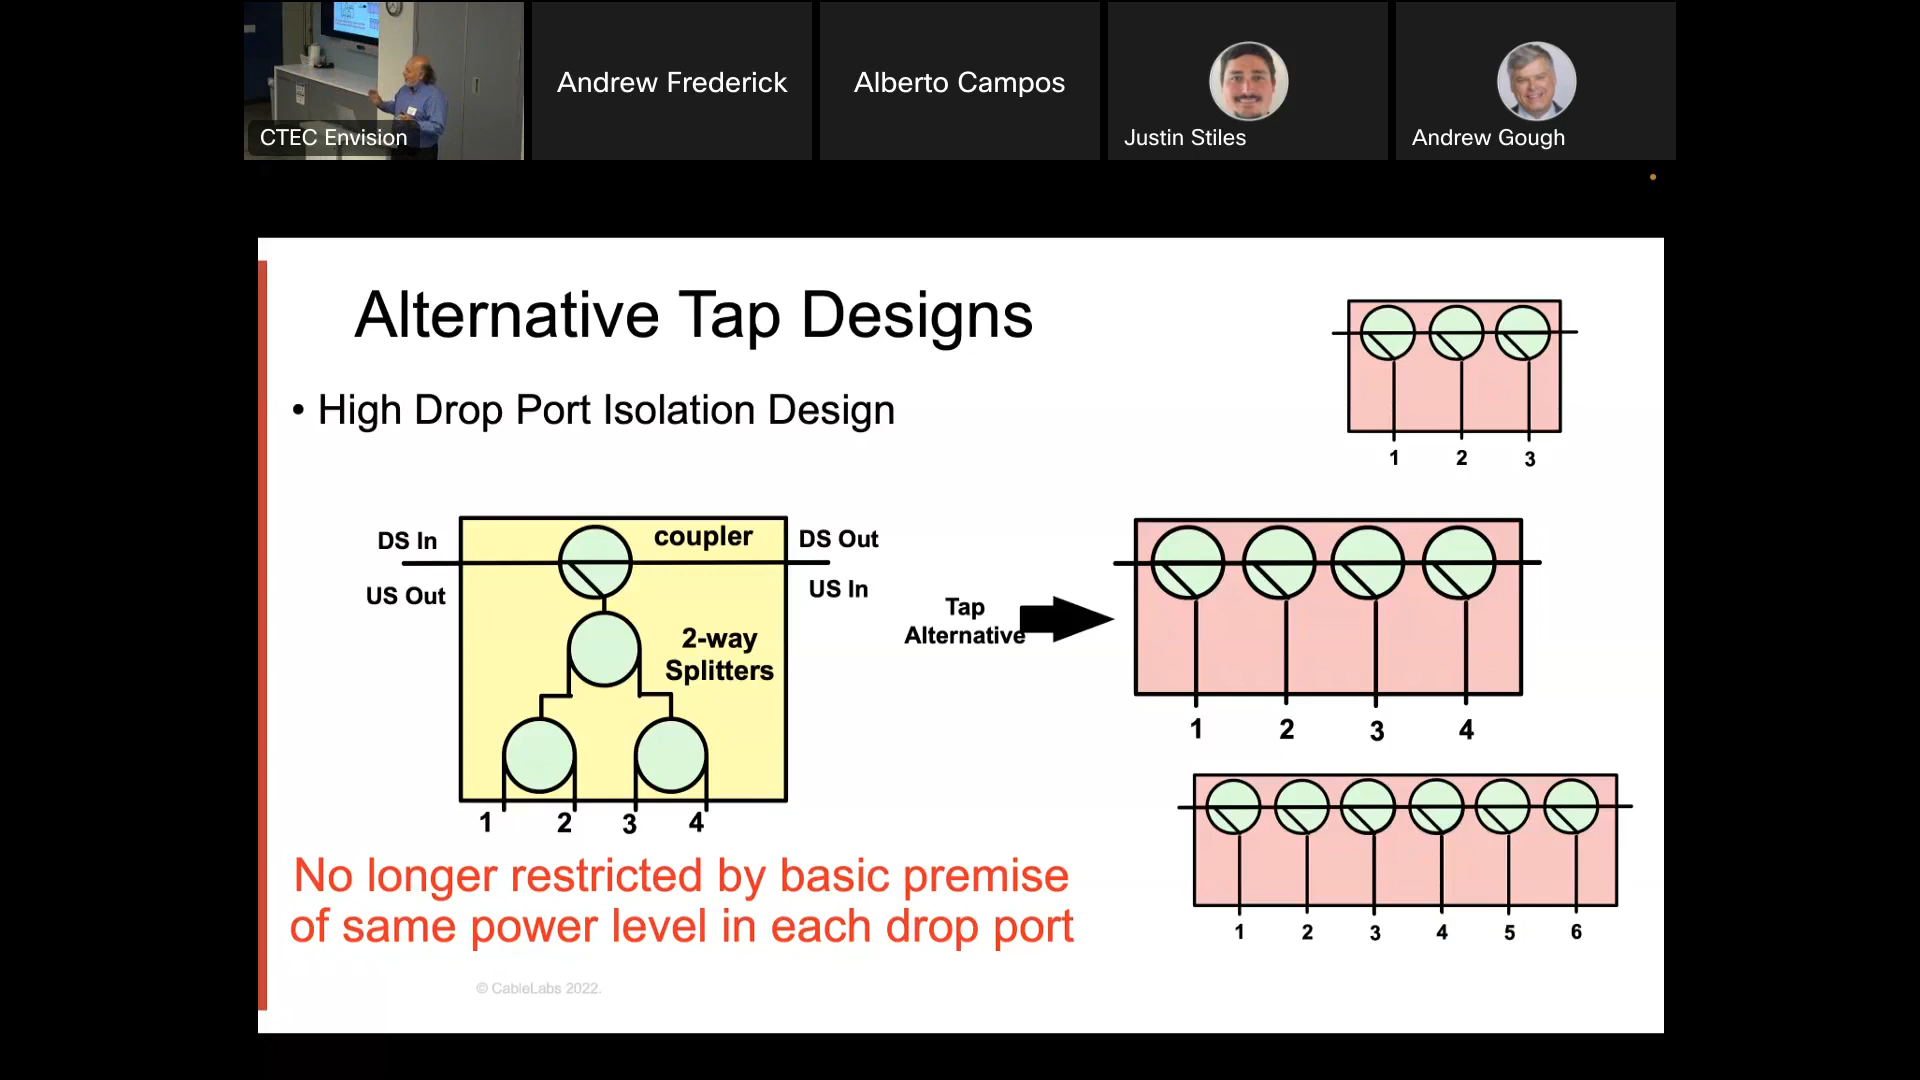 CTEC Envision
Andrew Frederick
Alberto Campos
Justin Stiles
Andrew Gough
Alternative Tap Designs
• High Drop Port Isolation Design
1 2 3
DS In
US Out
coupler
DS Out
US In
2-way
Splitters
1 2 3 4
Tap
Alternative
1 2 3 4
1 2 3 4 5 6
No longer restricted by basic premise
of same power level in each drop port
© CableLabs 2022.